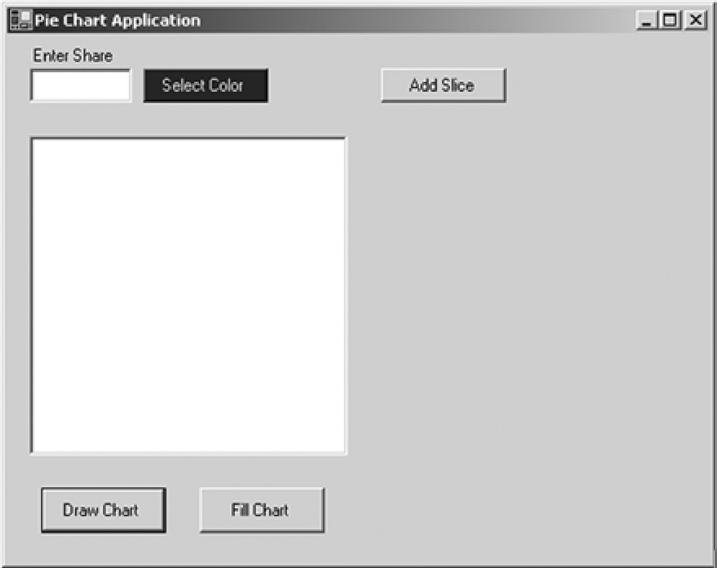 Pie Chart Application
Enter Share
Select Color
Add Slice
Draw Chart
Fill Chart